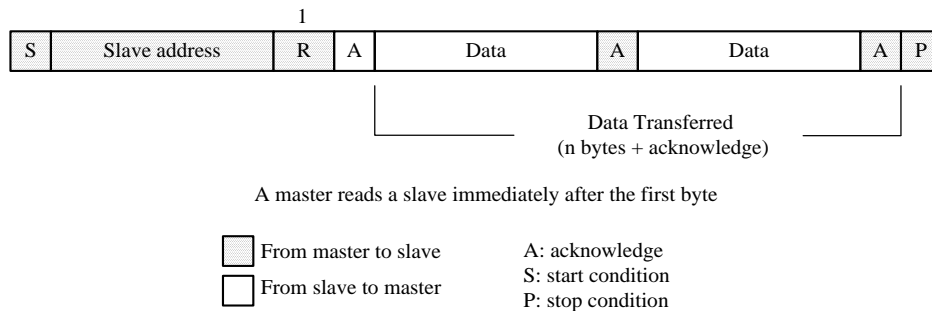 1
S Slave address R A Data A Data A P
Data Transferred
(n bytes + acknowledge)
A master reads a slave immediately after the first byte
From master to slave
From slave to master
A: acknowledge
S: start condition
P: stop condition